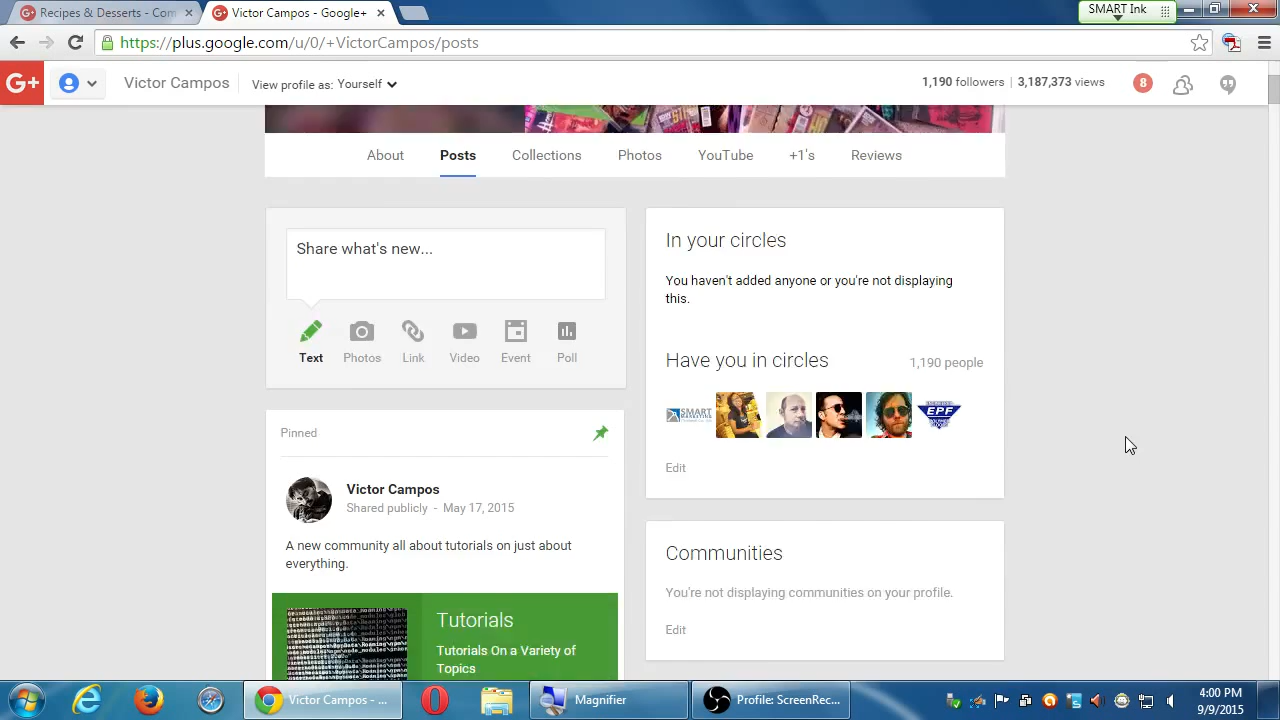 Recipes & Desserts - Com
Victor Campos - Google+
SMART Ink
https://plus.google.com/u/0/+VictorCampos/posts
G+
Victor Campos
View profile as: Yourself
1,190 followers | 3,187,373 views
8
About
Posts
Collections
Photos
YouTube
+1's
Reviews
Share what's new...
Text
Photos
Link
Video
Event
Poll
Pinned
Victor Campos
Shared publicly - May 17, 2015
A new community all about tutorials on just about
everything.
Tutorials
Tutorials On a Variety of
Topics
In your circles
You haven't added anyone or you're not displaying
this.
Have you in circles
1,190 people
SMART
EPF
Edit
Communities
You're not displaying communities on your profile.
Edit
Victor Campos - ...
Magnifier
Profile: ScreenRec...
4:00 PM
9/9/2015